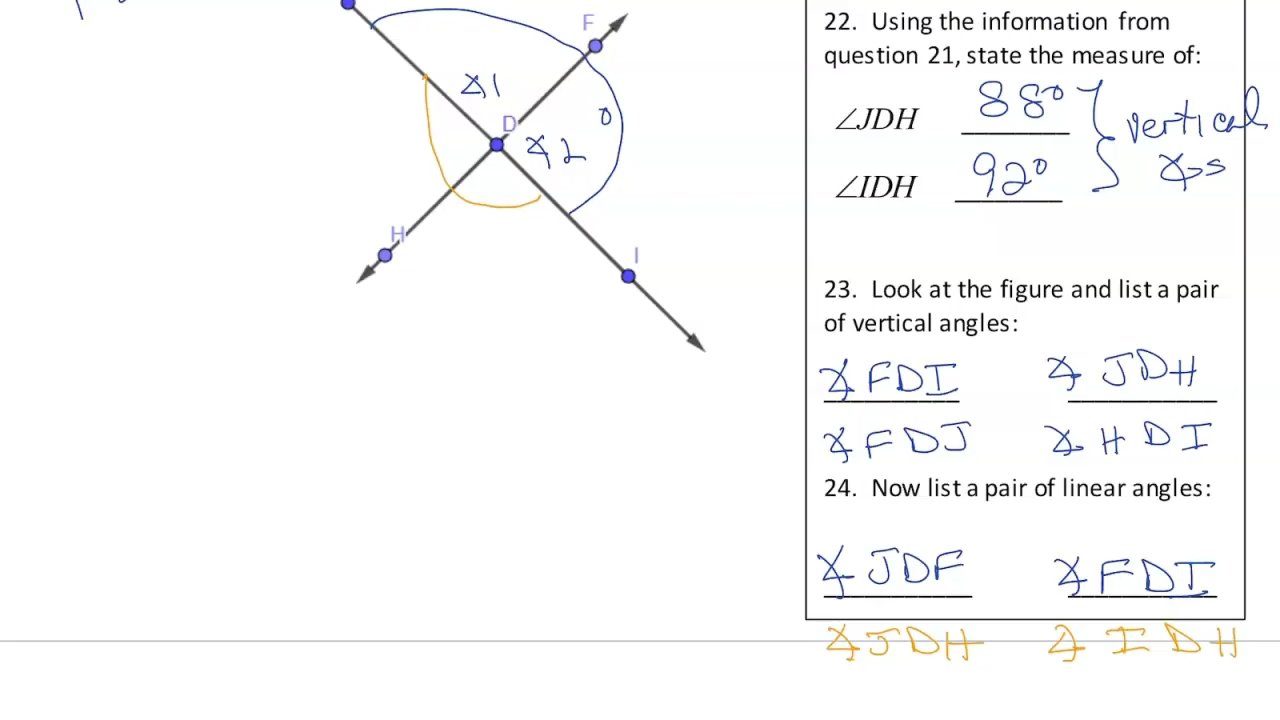 F
∡1
D
∡2
H
I
22. Using the information from
question 21, state the measure of:
∠JDH 88°
∠IDH 92°
vertical
∡s
23. Look at the figure and list a pair
of vertical angles:
∡FDI ∡JDH
∡FDJ ∡HDI
24. Now list a pair of linear angles:
∡JDF ∡FDI
∡JDH ∡IDH